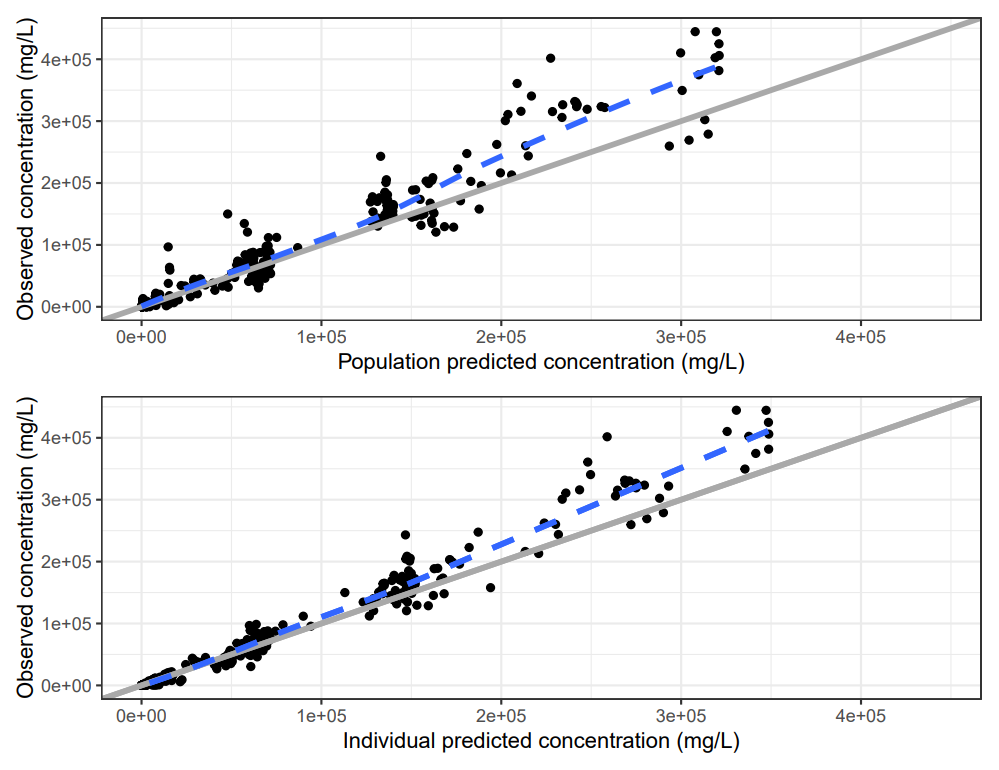 Observed concentration (mg/L)
4e+05
3e+05
2e+05
1e+05
0e+00
0e+00 1e+05 2e+05 3e+05 4e+05
Population predicted concentration (mg/L)
Observed concentration (mg/L)
4e+05
3e+05
2e+05
1e+05
0e+00
0e+00 1e+05 2e+05 3e+05 4e+05
Individual predicted concentration (mg/L)